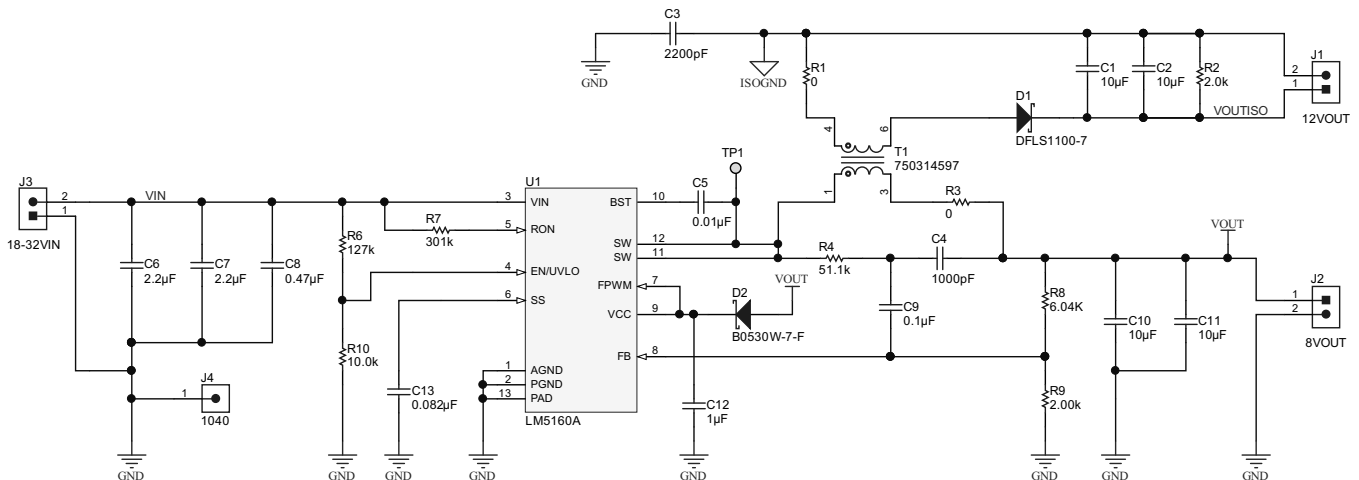 C3
2200pF
GND
ISOGND
R1
0
C1
10µF
C2
10µF
R2
2.0k
J1
2
1
12VOUT
VOUTISO
D1
DFLS1100-7
4
6
T1
750314597
1
3
R3
0
TP1
J3
2
1
18-32VIN
VIN
C6
2.2µF
C7
2.2µF
C8
0.47µF
R6
127k
R7
301k
R10
10.0k
J4
1
1040
C13
0.082µF
U1
3
VIN
5
RON
4
EN/UVLO
6
SS
1
AGND
2
PGND
13
PAD
BST
10
SW
12
SW
11
FPWM
7
VCC
9
FB
8
LM5160A
C5
0.01µF
R4
51.1k
C4
1000pF
C9
0.1µF
D2
B0530W-7-F
VOUT
C12
1µF
R8
6.04K
R9
2.00k
C10
10µF
C11
10µF
VOUT
J2
1
2
8VOUT
GND
GND
GND
GND
GND
GND
GND
GND